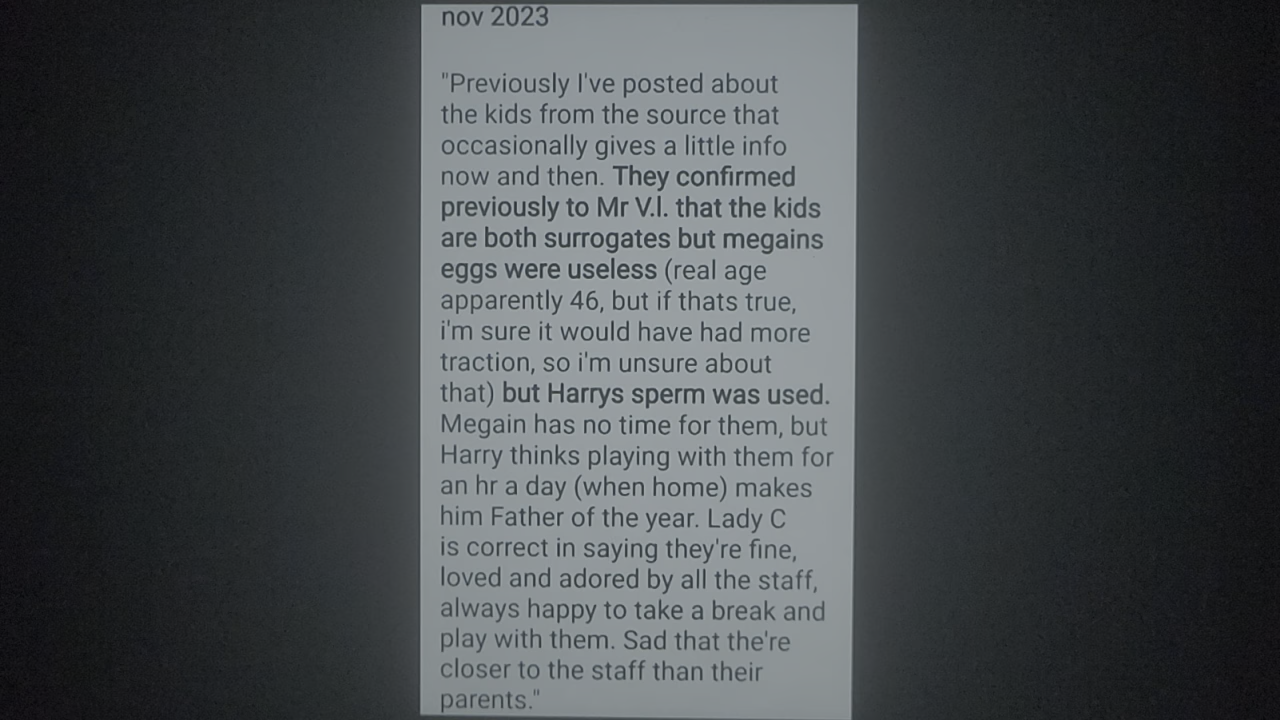 nov 2023
"Previously I've posted about
the kids from the source that
occasionally gives a little info
now and then. They confirmed
previously to Mr V.I. that the kids
are both surrogates but megains
eggs were useless (real age
apparently 46, but if thats true,
i'm sure it would have had more
traction, so i'm unsure about
that) but Harrys sperm was used.
Megain has no time for them, but
Harry thinks playing with them for
an hr a day (when home) makes
him Father of the year. Lady C
is correct in saying they're fine,
loved and adored by all the staff,
always happy to take a break and
play with them. Sad that the're
closer to the staff than their
parents."